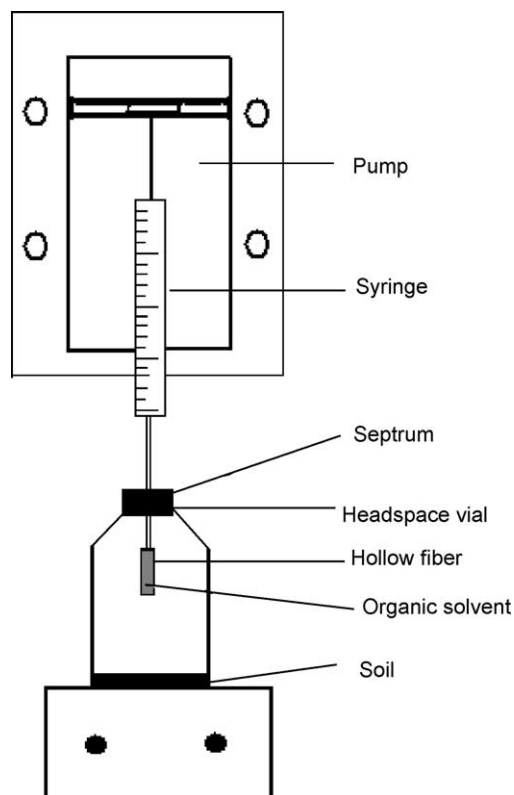 Pump
Syringe
Septrum
Headspace vial
Hollow fiber
Organic solvent
Soil